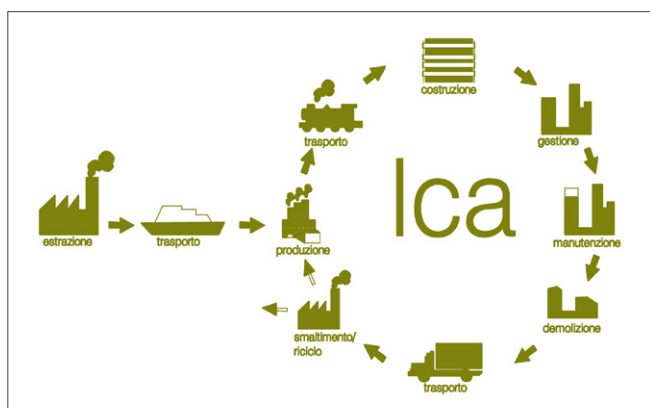 costruzione
trasporto
gestione
lca
estrazione
trasporto
produzione
manutenzione
smaltimento/
riciclo
demolizione
trasporto